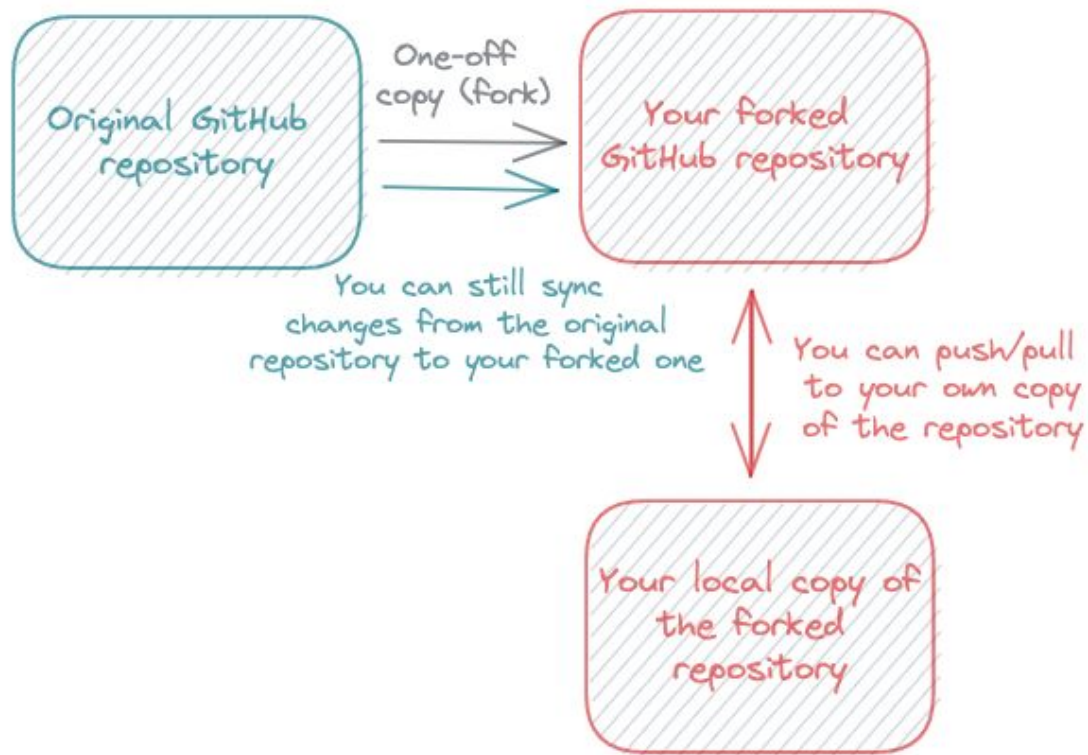 Original GitHub
repository
One-off
copy (fork)
Your forked
GitHub repository
You can still sync
changes from the original
repository to your forked one
You can push/pull
to your own copy
of the repository
Your local copy of
the forked
repository